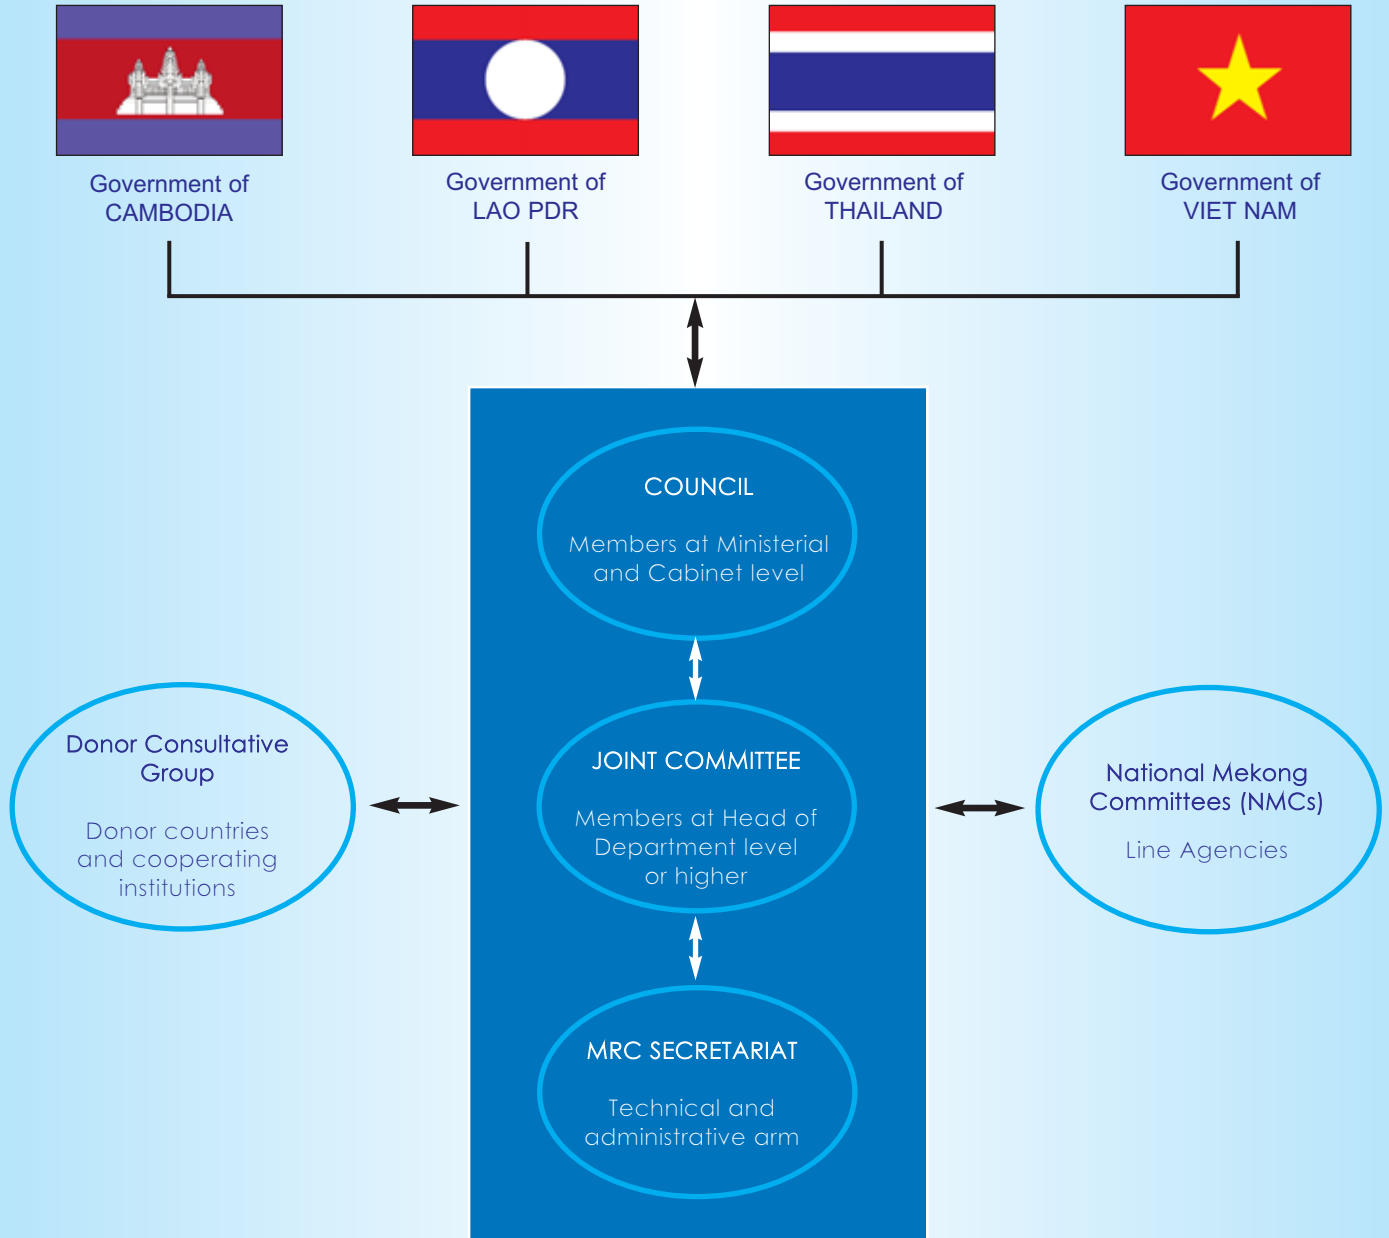 Government of
CAMBODIA
Government of
LAO PDR
Government of
THAILAND
Government of
VIET NAM
COUNCIL
Members at Ministerial
and Cabinet level
Donor Consultative
Group
Donor countries
and cooperating
institutions
JOINT COMMITTEE
Members at Head of
Department level
or higher
National Mekong
Committees (NMCs)
Line Agencies
MRC SECRETARIAT
Technical and
administrative arm